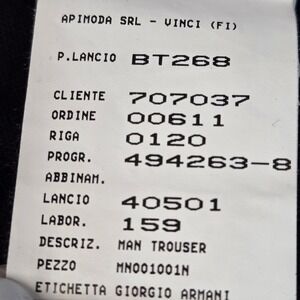 APIMODA SRL - VINCI (FI)
P.LANCIO BT268
CLIENTE 707037
ORDINE 00611
RIGA 0120
PROGR. 494263-8
ABBINAM.
LANCIO 40501
LABOR. 159
DESCRIZ. MAN TROUSER
PEZZO MN001001N
ETICHETTA GIORGIO ARMANI